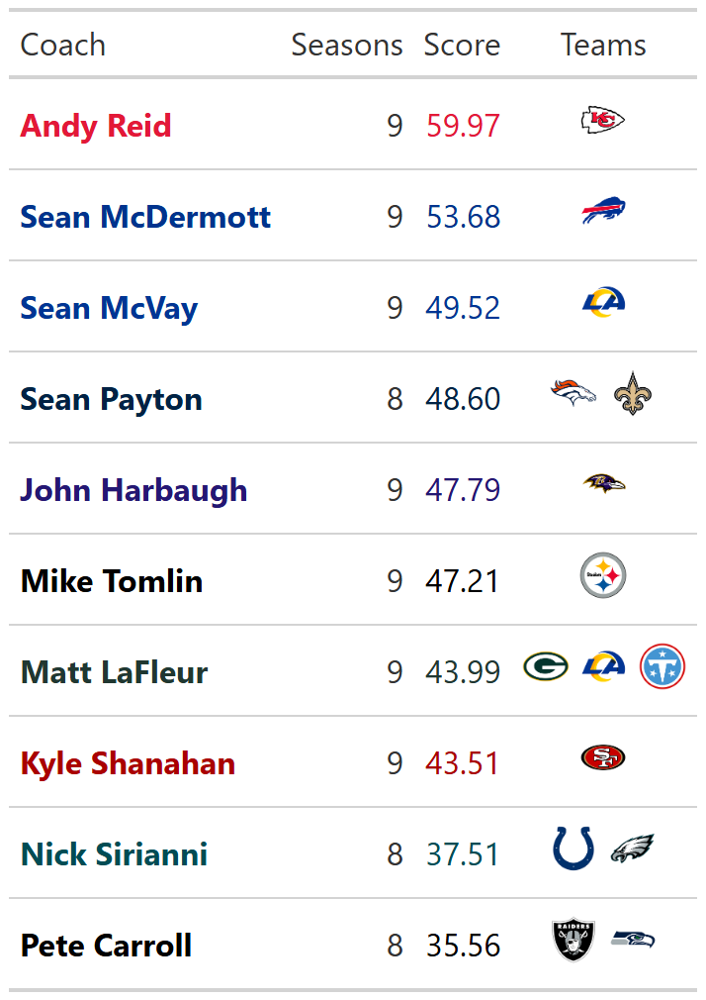 Coach Seasons Score Teams
Andy Reid 9 59.97 KC
Sean McDermott 9 53.68
Sean McVay 9 49.52 LA
Sean Payton 8 48.60
John Harbaugh 9 47.79
Mike Tomlin 9 47.21 Steelers
Matt LaFleur 9 43.99 G LA T
Kyle Shanahan 9 43.51 SF
Nick Sirianni 8 37.51
Pete Carroll 8 35.56 RAIDERS